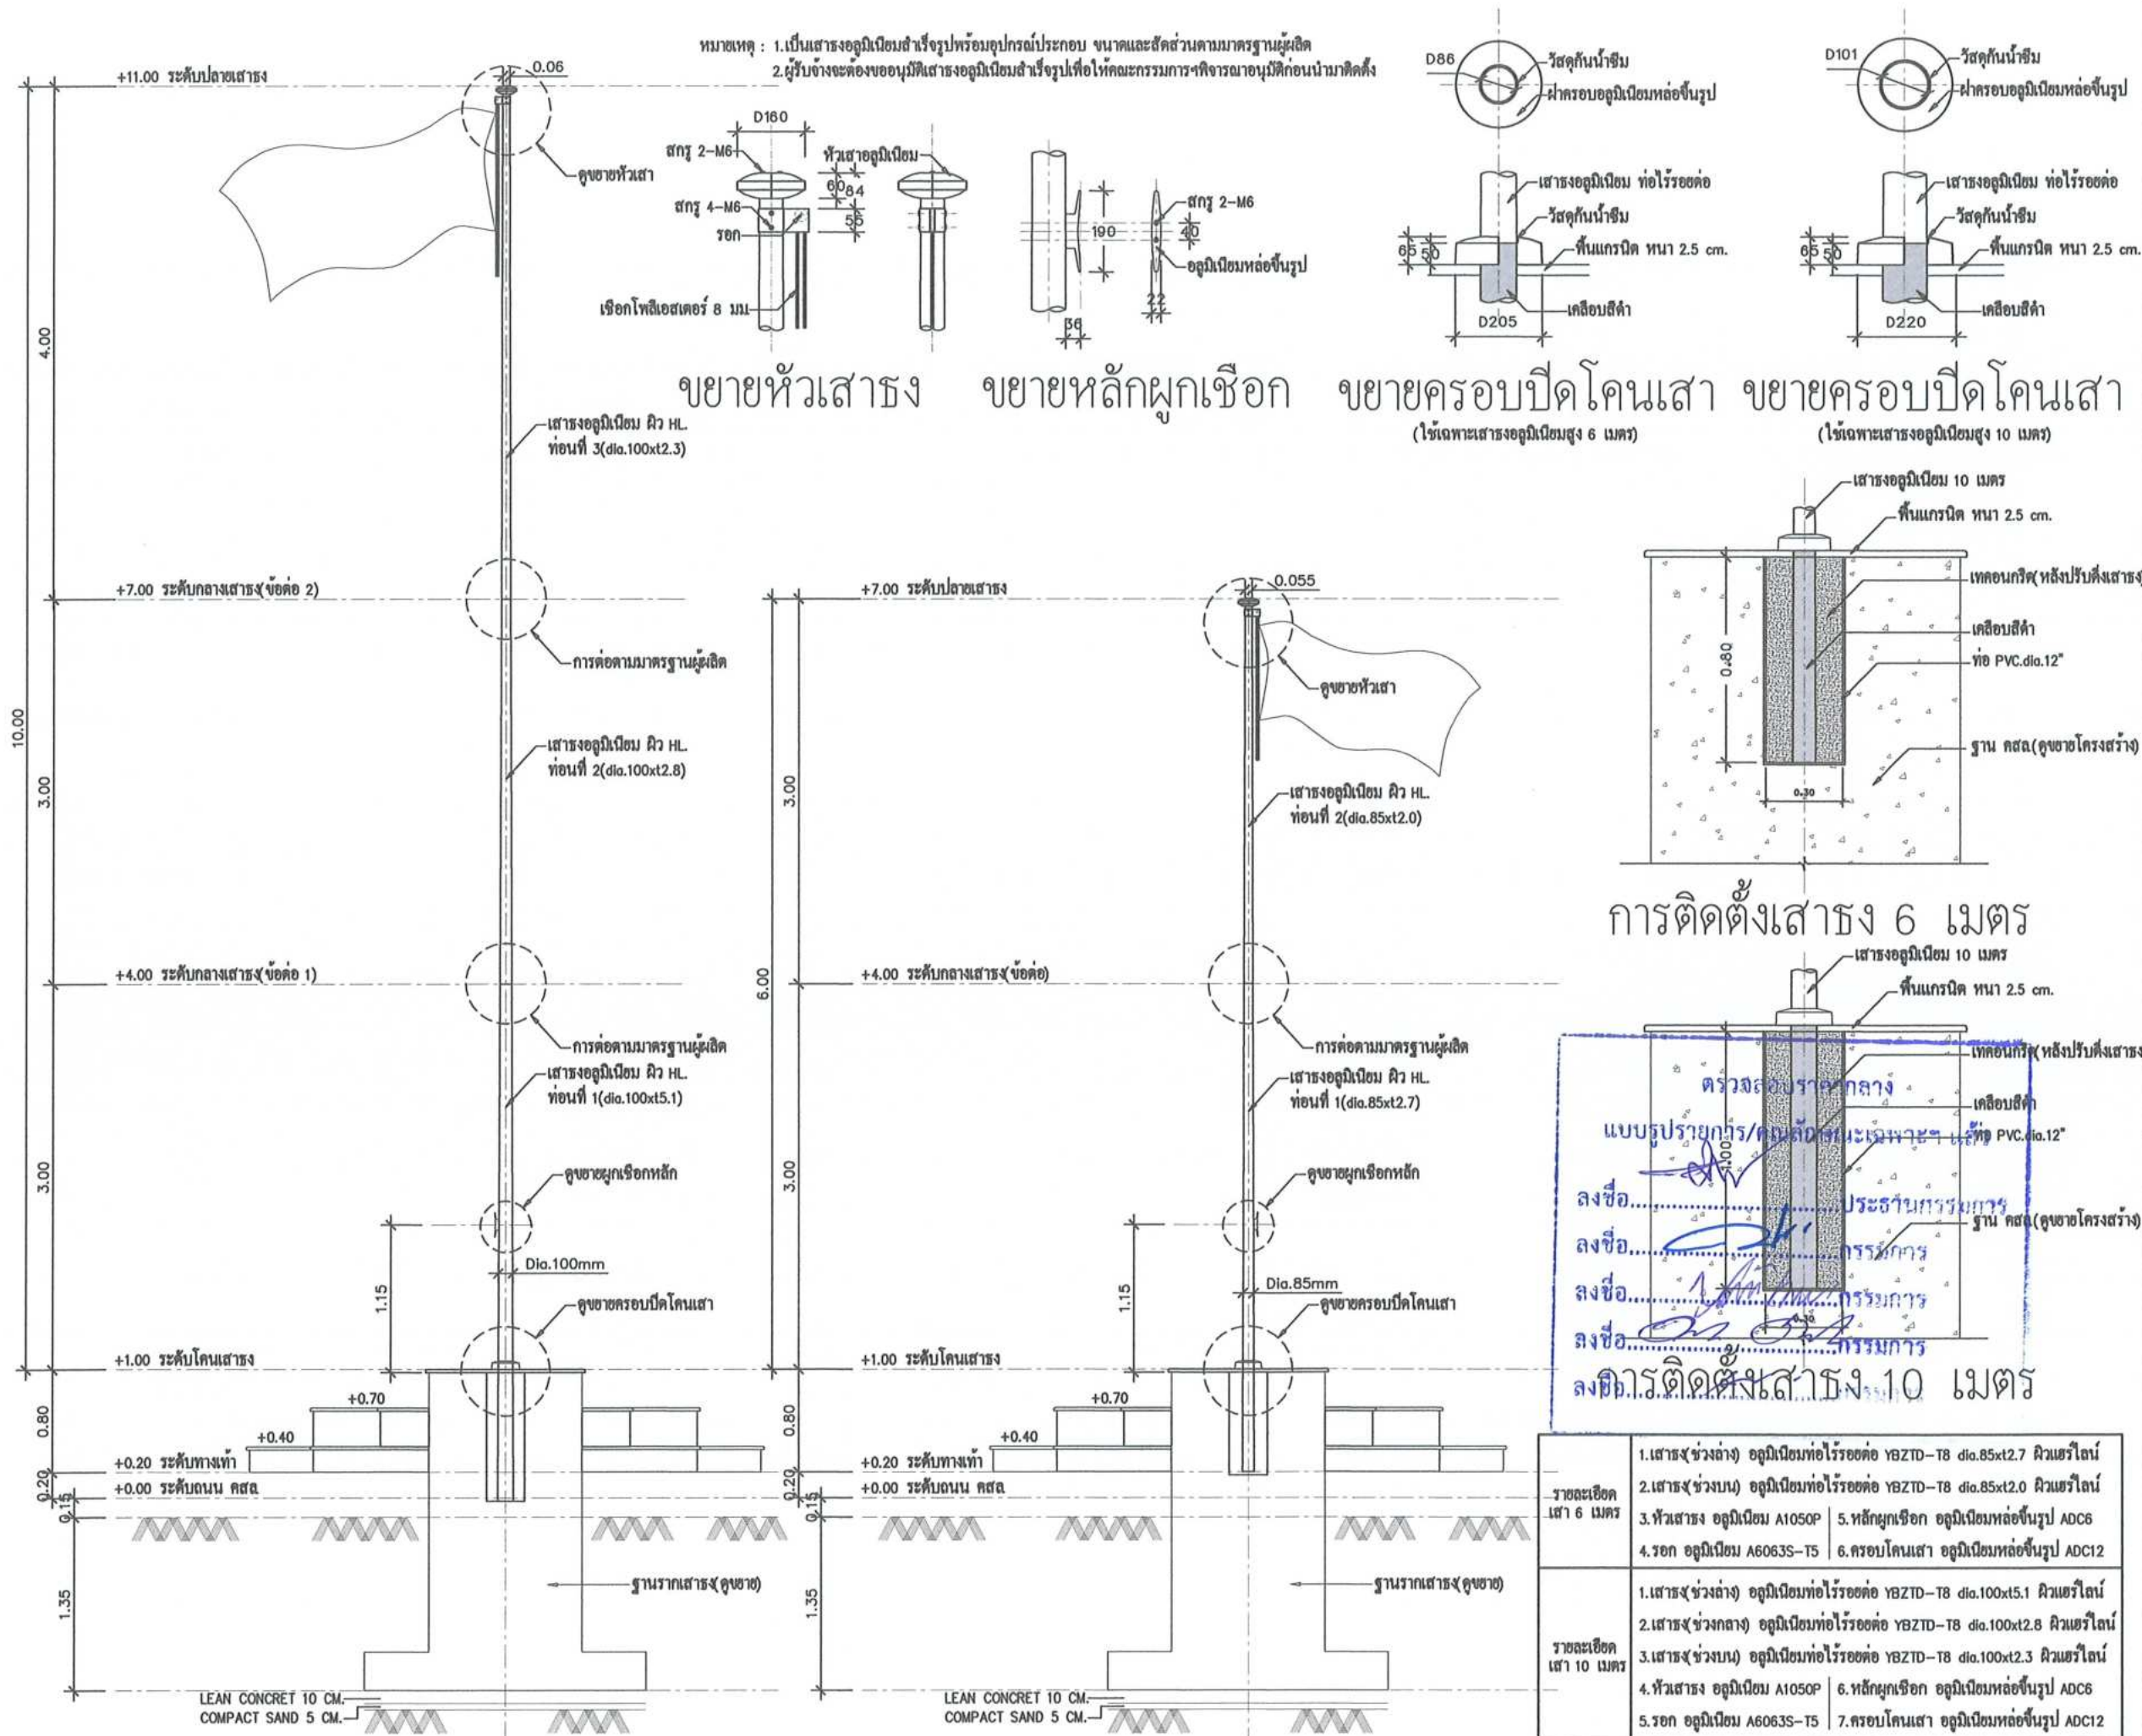 หมายเหตุ : 1.เป็นเสาธงอลูมิเนียมสำเร็จรูปพร้อมอุปกรณ์ประกอบ ขนาดและสัดส่วนตามมาตรฐานผู้ผลิต
2.ผู้รับจ้างจะต้องขออนุมัติเสาธงอลูมิเนียมสำเร็จรูปเพื่อให้คณะกรรมการฯพิจารณาอนุมัติก่อนนำมาติดตั้ง
+11.00 ระดับปลายเสาธง
0.06
ดูขยายหัวเสา
4.00
เสาธงอลูมิเนียม ผิว HL.
ท่อนที่ 3(dia.100xt2.3)
+7.00 ระดับกลางเสาธง(ข้อต่อ 2)
การต่อตามมาตรฐานผู้ผลิต
10.00
3.00
เสาธงอลูมิเนียม ผิว HL.
ท่อนที่ 2(dia.100xt2.8)
+4.00 ระดับกลางเสาธง(ข้อต่อ 1)
การต่อตามมาตรฐานผู้ผลิต
เสาธงอลูมิเนียม ผิว HL.
ท่อนที่ 1(dia.100xt5.1)
3.00
ดูขยายผูกเชือกหลัก
1.15
Dia.100mm
ดูขยายครอบปิดโคนเสา
+1.00 ระดับโคนเสาธง
+0.70
+0.40
0.80
+0.20 ระดับทางเท้า
0.20
+0.00 ระดับถนน คสล
0.15
1.35
ฐานรากเสาธง(ดูขยาย)
LEAN CONCRET 10 CM.
COMPACT SAND 5 CM.
D160
สกรู 2-M6
หัวเสาอลูมิเนียม
60
84
55
สกรู 4-M6
รอก
เชือกโพลีเอสเตอร์ 8 มม
ขยายหัวเสาธง
190
36
สกรู 2-M6
40
อลูมิเนียมหล่อขึ้นรูป
22
ขยายหลักผูกเชือก
D86
วัสดุกันน้ำซึม
ฝาครอบอลูมิเนียมหล่อขึ้นรูป
เสาธงอลูมิเนียม ท่อไร้รอยต่อ
วัสดุกันน้ำซึม
65
50
พื้นแกรนิต หนา 2.5 cm.
เคลือบสีดำ
D205
ขยายครอบปิดโคนเสา
(ใช้เฉพาะเสาธงอลูมิเนียมสูง 6 เมตร)
D101
วัสดุกันน้ำซึม
ฝาครอบอลูมิเนียมหล่อขึ้นรูป
เสาธงอลูมิเนียม ท่อไร้รอยต่อ
วัสดุกันน้ำซึม
65
50
พื้นแกรนิต หนา 2.5 cm.
เคลือบสีดำ
D220
ขยายครอบปิดโคนเสา
(ใช้เฉพาะเสาธงอลูมิเนียมสูง 10 เมตร)
+7.00 ระดับปลายเสาธง
0.055
ดูขยายหัวเสา
3.00
เสาธงอลูมิเนียม ผิว HL.
ท่อนที่ 2(dia.85xt2.0)
6.00
+4.00 ระดับกลางเสาธง(ข้อต่อ)
การต่อตามมาตรฐานผู้ผลิต
เสาธงอลูมิเนียม ผิว HL.
ท่อนที่ 1(dia.85xt2.7)
3.00
ดูขยายผูกเชือกหลัก
1.15
Dia.85mm
ดูขยายครอบปิดโคนเสา
+1.00 ระดับโคนเสาธง
+0.70
+0.40
0.80
+0.20 ระดับทางเท้า
0.20
+0.00 ระดับถนน คสล
0.15
1.35
ฐานรากเสาธง(ดูขยาย)
LEAN CONCRET 10 CM.
COMPACT SAND 5 CM.
เสาธงอลูมิเนียม 10 เมตร
พื้นแกรนิต หนา 2.5 cm.
เทคอนกรีต(หลังปรับดิ่งเสาธง)
0.80
เคลือบสีดำ
ท่อ PVC.dia.12"
ฐาน คสล(ดูขยายโครงสร้าง)
0.30
การติดตั้งเสาธง 6 เมตร
เสาธงอลูมิเนียม 10 เมตร
พื้นแกรนิต หนา 2.5 cm.
เทคอนกรีต(หลังปรับดิ่งเสาธง
เคลือบสีดำ
ท่อ PVC.dia.12"
1.00
ฐาน คสล(ดูขยายโครงสร้าง)
0.30
การติดตั้งเสาธง 10 เมตร
ตรวจสอบราคากลาง
แบบรูปรายการ/คุณลักษณะเฉพาะฯ แล้ว
ลงชื่อ..............................ประธานกรรมการ
ลงชื่อ..............................กรรมการ
ลงชื่อ..............................กรรมการ
ลงชื่อ..............................กรรมการ
ลงชื่อ..............................กรรมการ
รายละเอียด
เสา 6 เมตร
1.เสาธง(ช่วงล่าง) อลูมิเนียมท่อไร้รอยต่อ YBZTD-T8 dia.85xt2.7 ผิวแฮร์ไลน์
2.เสาธง(ช่วงบน) อลูมิเนียมท่อไร้รอยต่อ YBZTD-T8 dia.85xt2.0 ผิวแฮร์ไลน์
3.หัวเสาธง อลูมิเนียม A1050P 5.หลักผูกเชือก อลูมิเนียมหล่อขึ้นรูป ADC6
4.รอก อลูมิเนียม A6063S-T5 6.ครอบโคนเสา อลูมิเนียมหล่อขึ้นรูป ADC12
รายละเอียด
เสา 10 เมตร
1.เสาธง(ช่วงล่าง) อลูมิเนียมท่อไร้รอยต่อ YBZTD-T8 dia.100xt5.1 ผิวแฮร์ไลน์
2.เสาธง(ช่วงกลาง) อลูมิเนียมท่อไร้รอยต่อ YBZTD-T8 dia.100xt2.8 ผิวแฮร์ไลน์
3.เสาธง(ช่วงบน) อลูมิเนียมท่อไร้รอยต่อ YBZTD-T8 dia.100xt2.3 ผิวแฮร์ไลน์
4.หัวเสาธง อลูมิเนียม A1050P 6.หลักผูกเชือก อลูมิเนียมหล่อขึ้นรูป ADC6
5.รอก อลูมิเนียม A6063S-T5 7.ครอบโคนเสา อลูมิเนียมหล่อขึ้นรูป ADC12